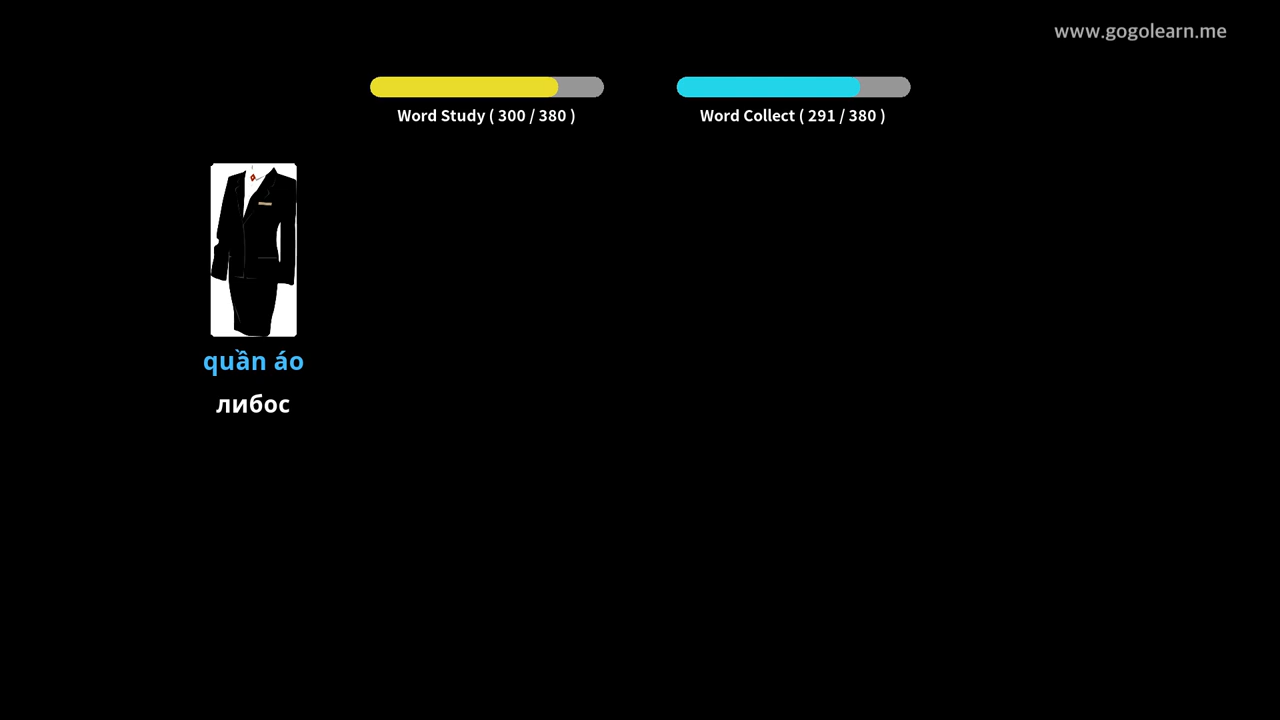 www.gogolearn.me
Word Study ( 300 / 380 )
Word Collect ( 291 / 380 )
quần áo
либос